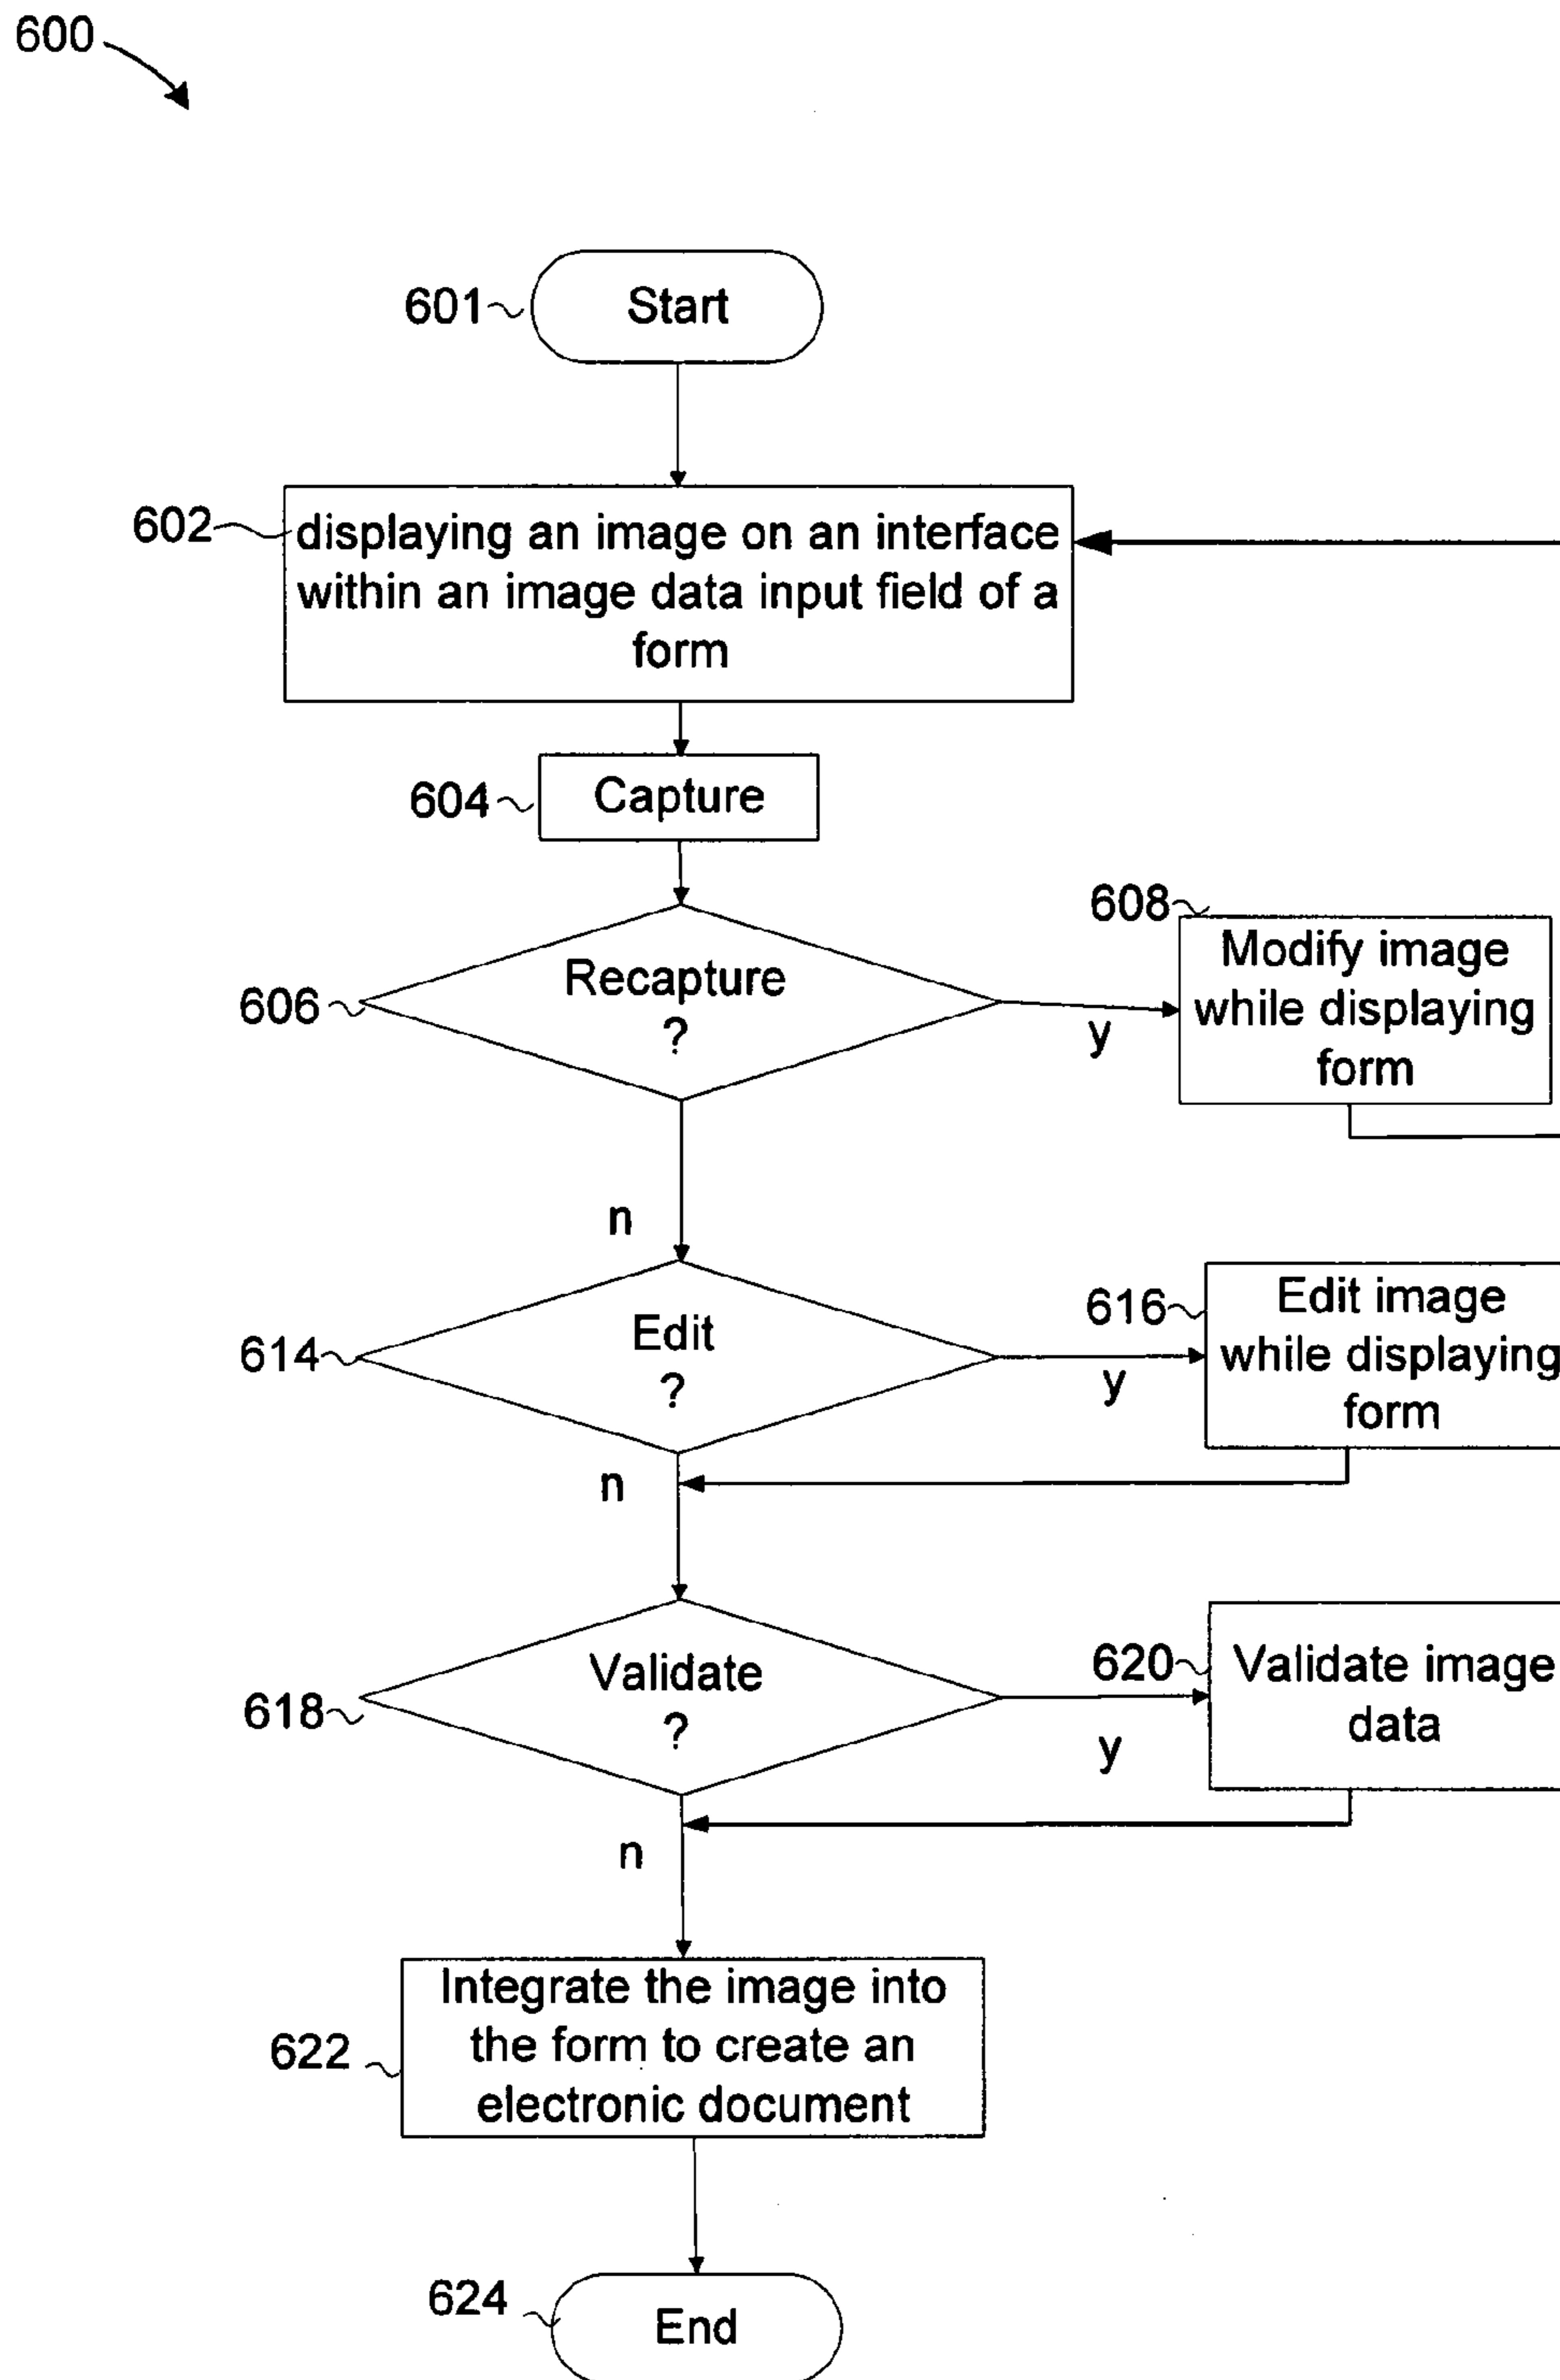 600
601
Start
602
displaying an image on an interface
within an image data input field of a
form
604
Capture
606
Recapture
?
y
608
Modify image
while displaying
form
n
614
Edit
?
y
616
Edit image
while displaying
form
n
618
Validate
?
y
620
Validate image
data
n
622
Integrate the image into
the form to create an
electronic document
624
End